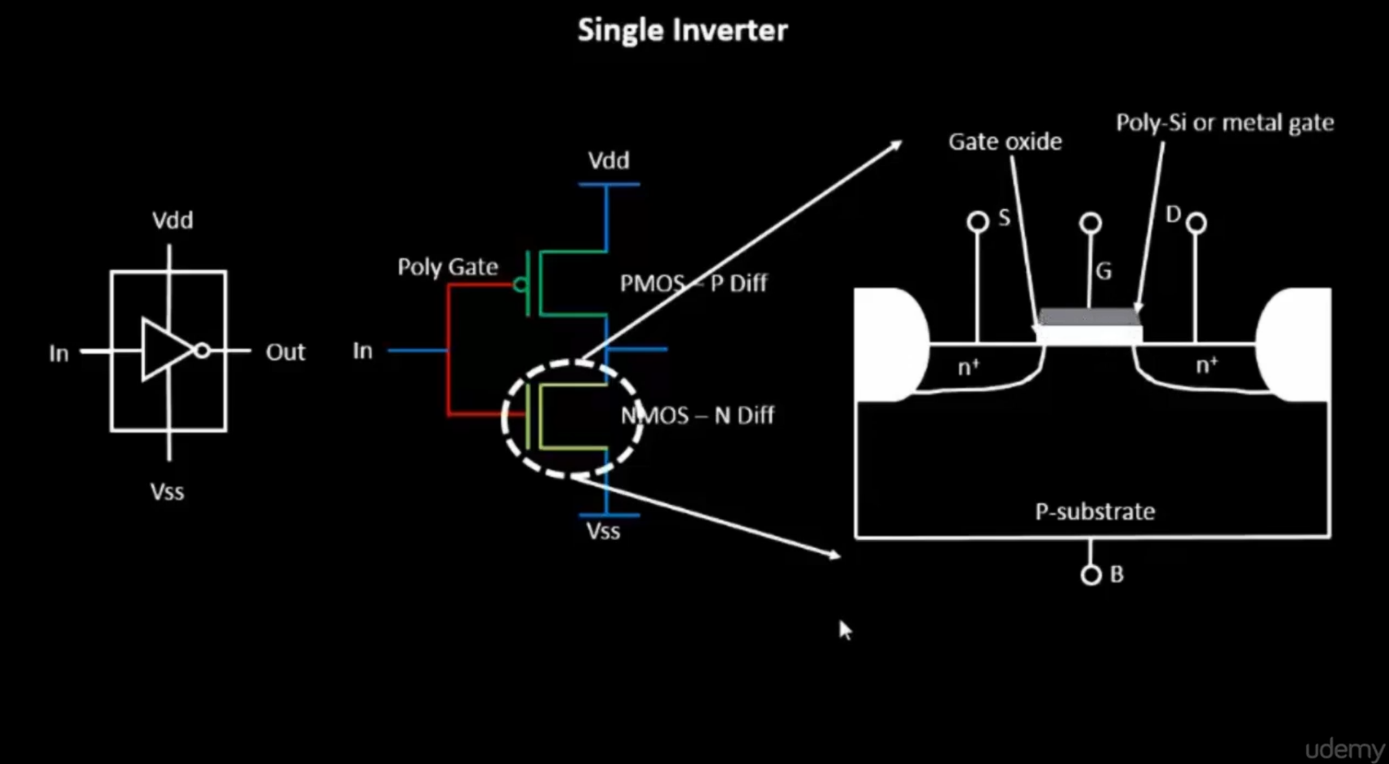 Single Inverter
Vdd
In
Out
Vss
Vdd
Poly Gate
PMOS – P Diff
In
NMOS – N Diff
Vss
Gate oxide
Poly-Si or metal gate
S
G
D
n⁺
n⁺
P-substrate
B
udemy